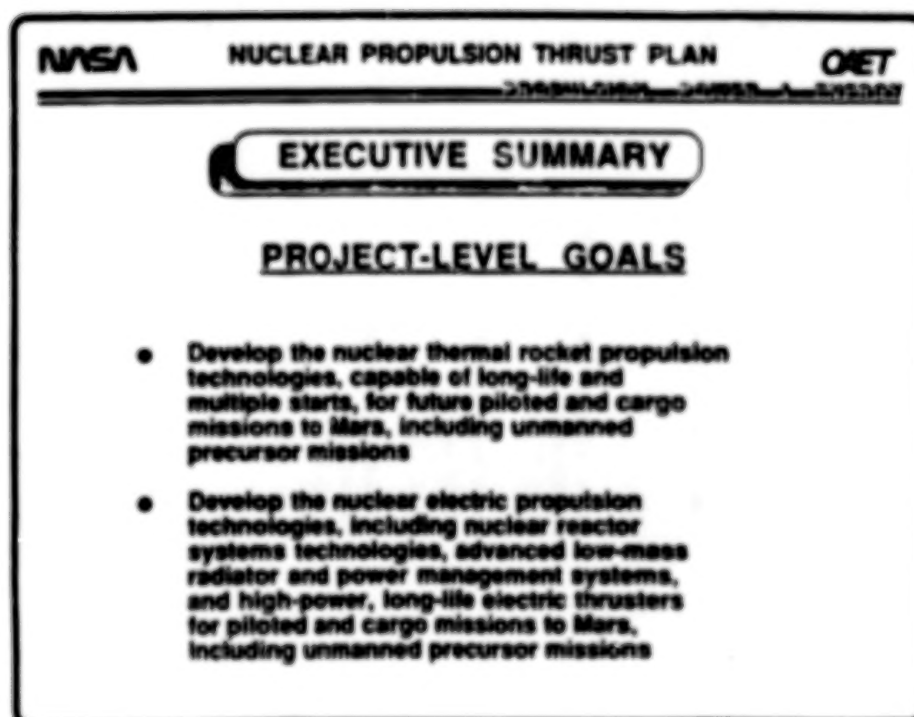 NASA
NUCLEAR PROPULSION THRUST PLAN
OAET
PROPULSION, POWER & ENERGY
EXECUTIVE SUMMARY
PROJECT-LEVEL GOALS
● Develop the nuclear thermal rocket propulsion
technologies, capable of long-life and
multiple starts, for future piloted and cargo
missions to Mars, including unmanned
precursor missions
● Develop the nuclear electric propulsion
technologies, including nuclear reactor
systems technologies, advanced low-mass
radiator and power management systems,
and high-power, long-life electric thrusters
for piloted and cargo missions to Mars,
including unmanned precursor missions